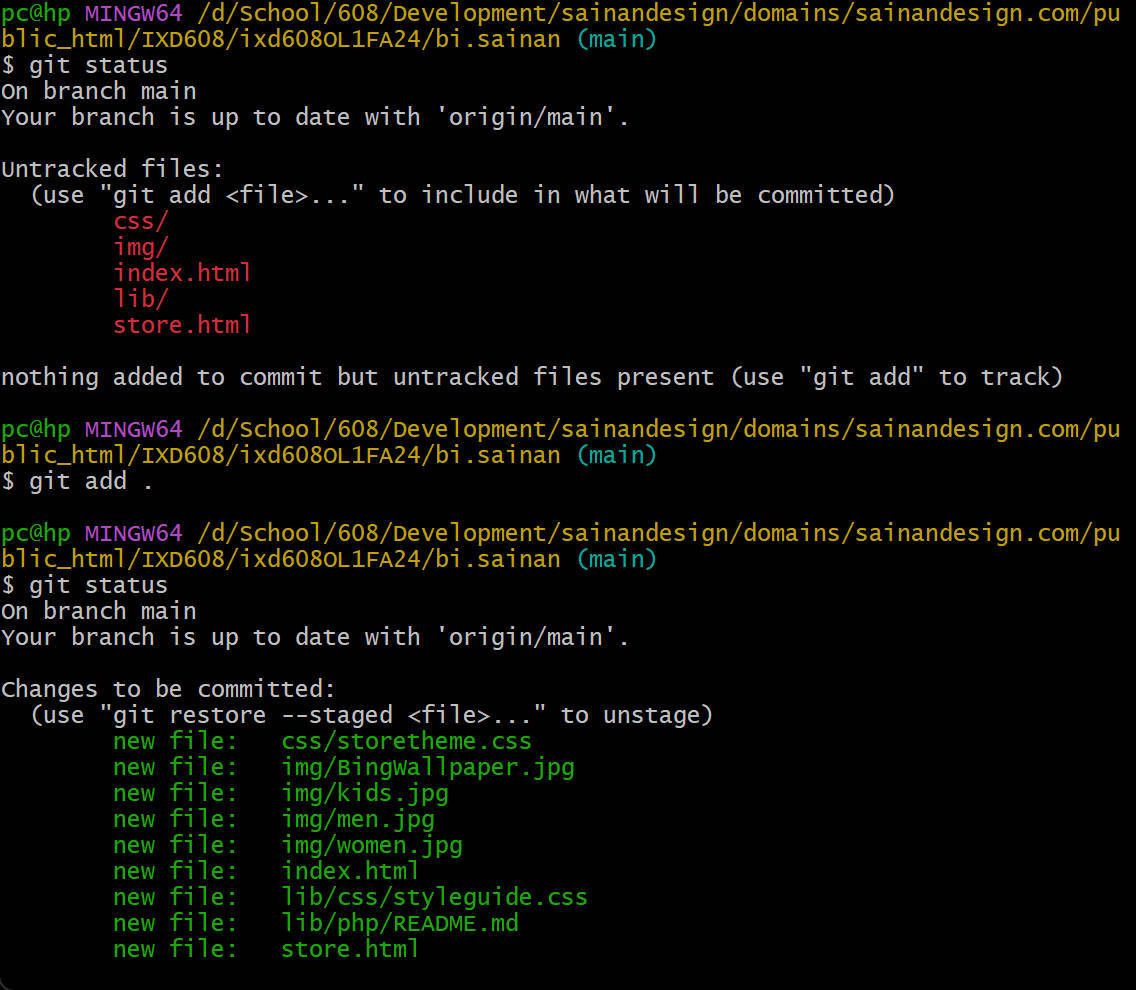 pc@hp MINGW64 /d/School/608/Development/sainandesign/domains/sainandesign.com/pu
blic_html/IXD608/ixd608OL1FA24/bi.sainan (main)
$ git status
On branch main
Your branch is up to date with 'origin/main'.

Untracked files:
  (use "git add <file>..." to include in what will be committed)
        css/
        img/
        index.html
        lib/
        store.html

nothing added to commit but untracked files present (use "git add" to track)

pc@hp MINGW64 /d/School/608/Development/sainandesign/domains/sainandesign.com/pu
blic_html/IXD608/ixd608OL1FA24/bi.sainan (main)
$ git add .

pc@hp MINGW64 /d/School/608/Development/sainandesign/domains/sainandesign.com/pu
blic_html/IXD608/ixd608OL1FA24/bi.sainan (main)
$ git status
On branch main
Your branch is up to date with 'origin/main'.

Changes to be committed:
  (use "git restore --staged <file>..." to unstage)
        new file:   css/storetheme.css
        new file:   img/BingWallpaper.jpg
        new file:   img/kids.jpg
        new file:   img/men.jpg
        new file:   img/women.jpg
        new file:   index.html
        new file:   lib/css/styleguide.css
        new file:   lib/php/README.md
        new file:   store.html